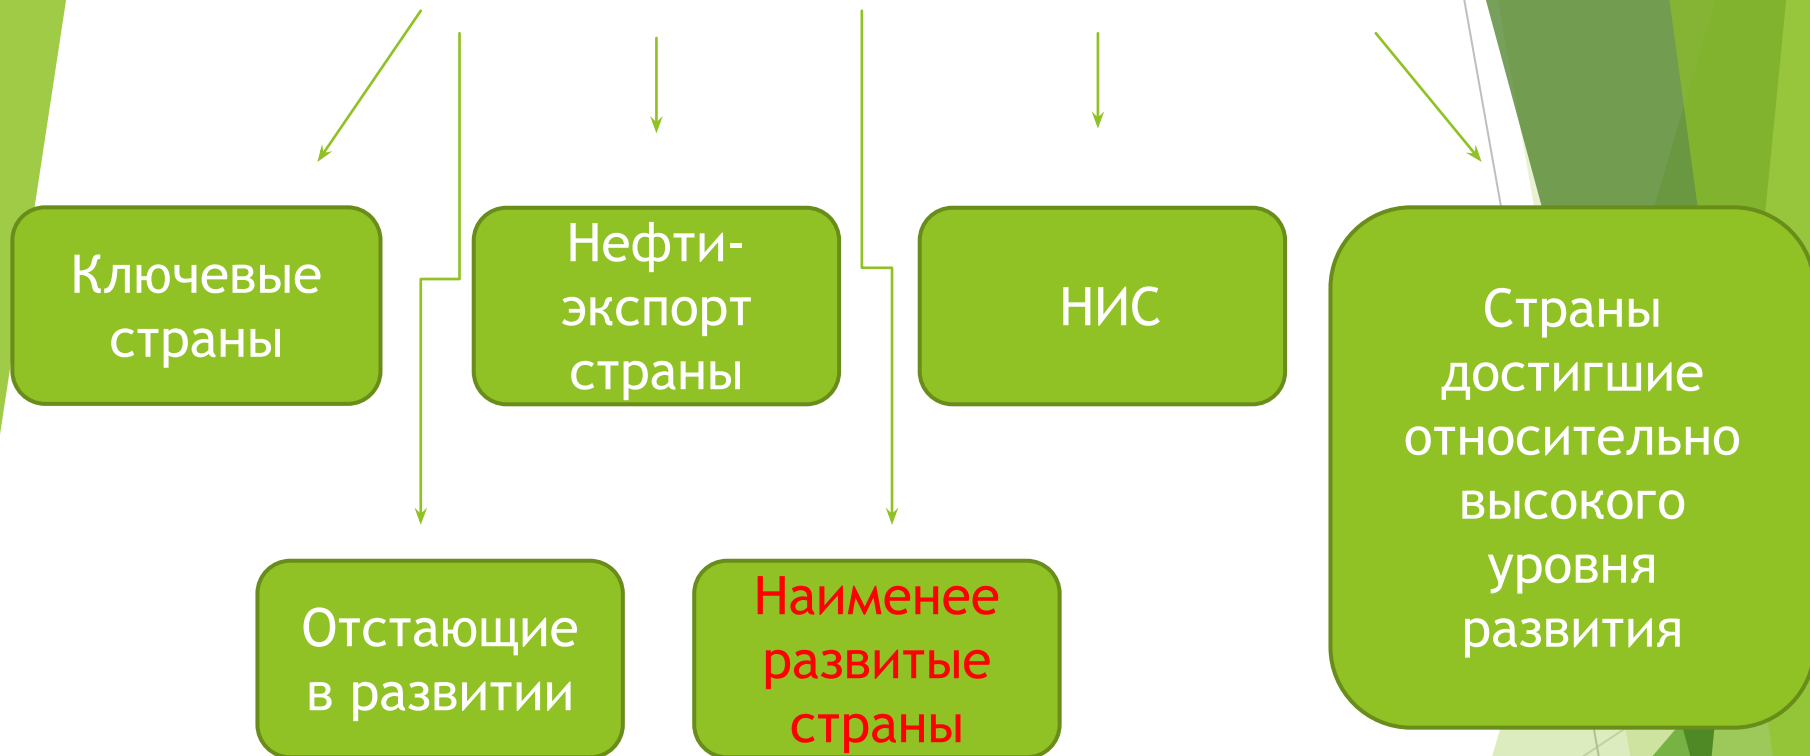 Ключевые
страны
Нефти-
экспорт
страны
НИС
Страны
достигшие
относительно
высокого
уровня
развития
Отстающие
в развитии
Наименее
развитые
страны